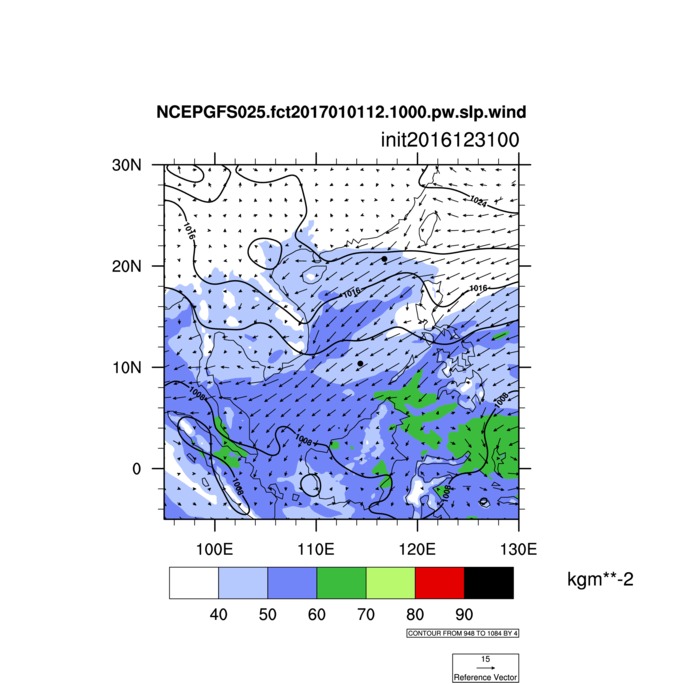 NCEPGFS025.fct2017010112.1000.pw.slp.wind
init2016123100
30N
20N
10N
0
1024
1016
1016
1016
1008
1008
1008
1008
1008
100E 110E 120E 130E
40 50 60 70 80 90
kgm**-2
CONTOUR FROM 948 TO 1084 BY 4
15
Reference Vector